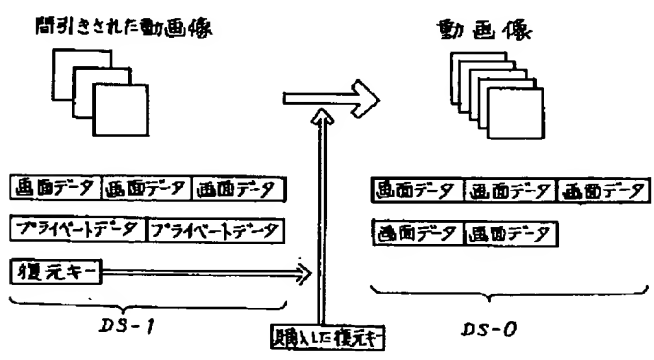 間引きされた動画像
動画像
画面データ 画面データ 画面データ
プライベートデータ プライベートデータ
復元キー
DS-1
画面データ 画面データ 画面データ
画面データ 画面データ
DS-0
購入した復元キー